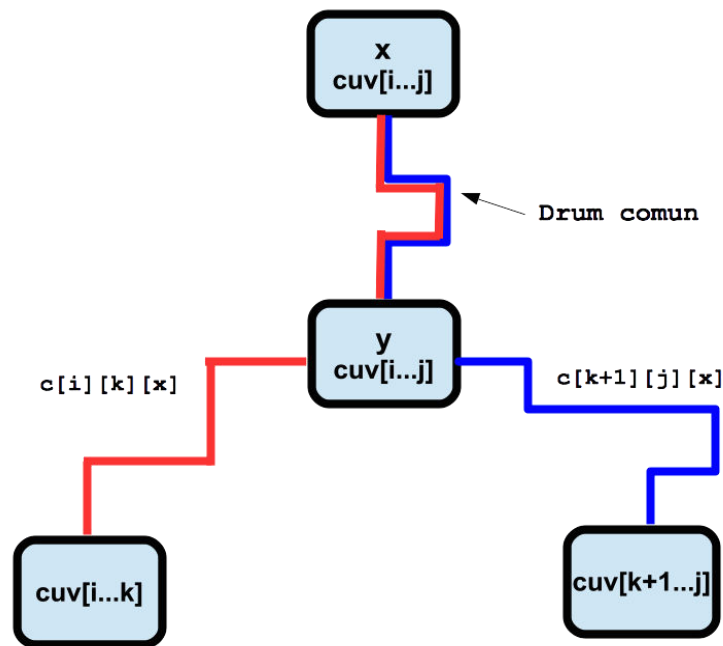 x
cuv[i...j]
Drum comun
y
cuv[i...j]
c[i][k][x]
c[k+1][j][x]
cuv[i...k]
cuv[k+1...j]